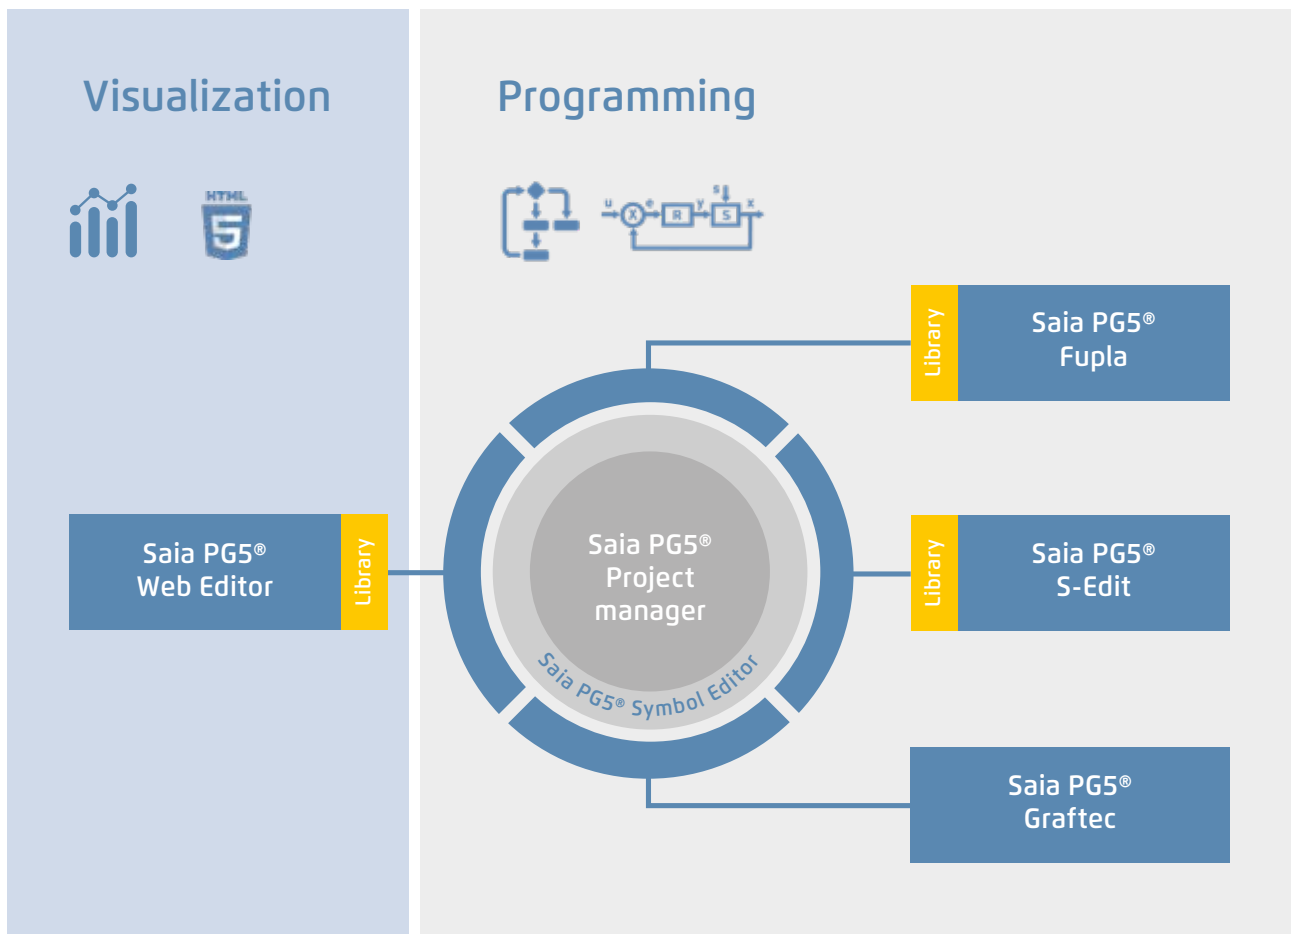 Visualization
HTML
5
Programming
u
X
e
R
y
s
S
x
Library
Saia PG5®
Fupla
Saia PG5®
Web Editor
Library
Saia PG5®
Project
manager
Saia PG5® Symbol Editor
Library
Saia PG5®
S-Edit
Saia PG5®
Graftec